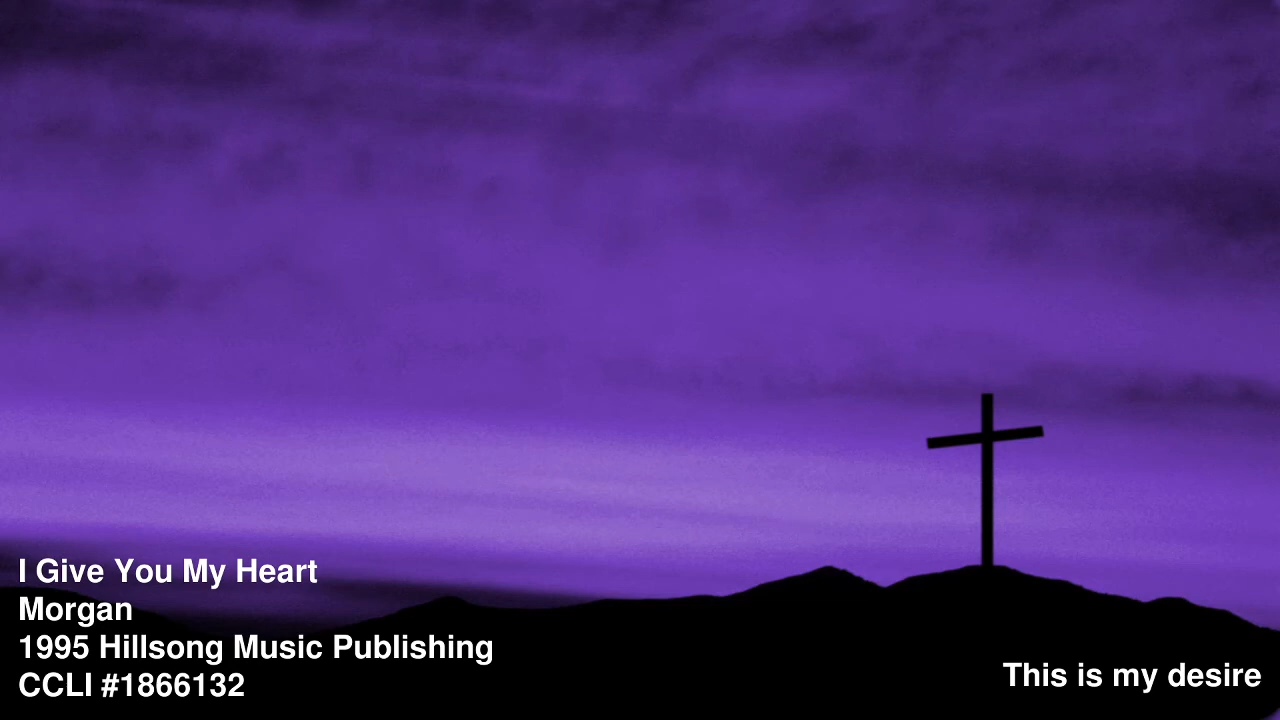 I Give You My Heart
Morgan
1995 Hillsong Music Publishing
CCLI #1866132
This is my desire